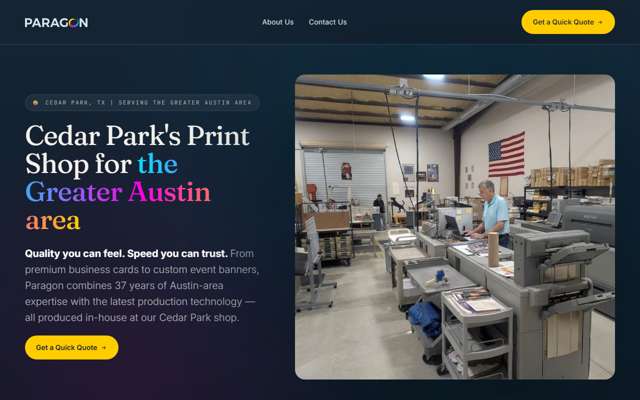 PARAGON
About Us
Contact Us
Get a Quick Quote →
CEDAR PARK, TX | SERVING THE GREATER AUSTIN AREA
Cedar Park's Print
Shop for the
Greater Austin
area
Quality you can feel. Speed you can trust. From
premium business cards to custom event banners,
Paragon combines 37 years of Austin-area
expertise with the latest production technology —
all produced in-house at our Cedar Park shop.
Get a Quick Quote →